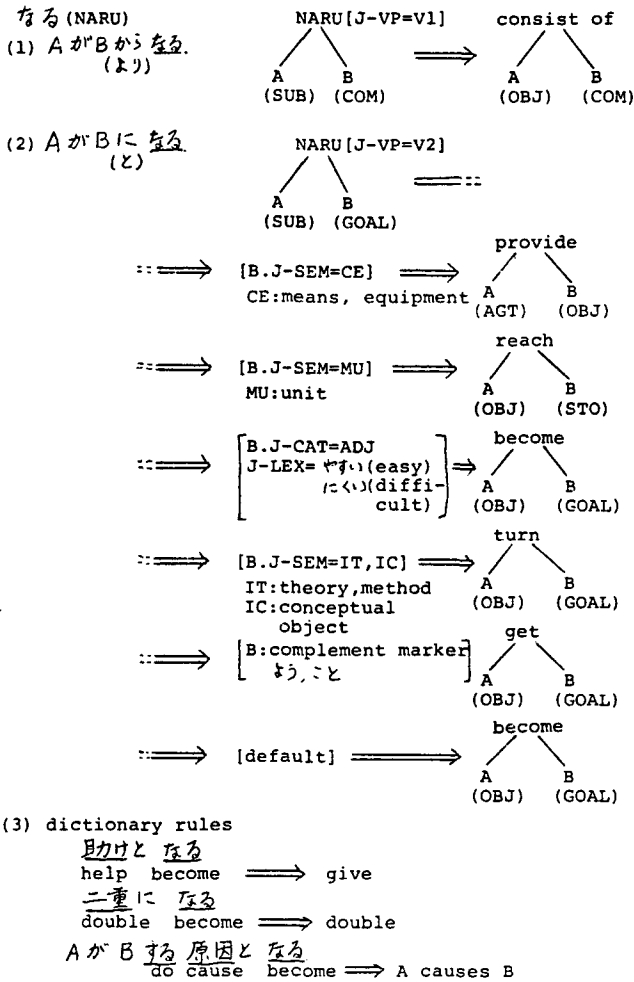 なる(NARU)
NARU[J-VP=V1]
consist of
(1) AがBからなる.
(より)
A B
(SUB) (COM)
A B
(OBJ) (COM)
(2) AがBになる.
(と)
NARU[J-VP=V2]
A B
(SUB) (GOAL)
provide
[B.J-SEM=CE]
CE:means, equipment
A B
(AGT) (OBJ)
reach
[B.J-SEM=MU]
MU:unit
A B
(OBJ) (STO)
become
B.J-CAT=ADJ
J-LEX= やすい(easy)
にくい(diffi-
cult)
A B
(OBJ) (GOAL)
turn
[B.J-SEM=IT,IC]
IT:theory,method
IC:conceptual
object
A B
(OBJ) (GOAL)
get
[B:complement marker
よう,こと]
A B
(OBJ) (GOAL)
become
[default]
A B
(OBJ) (GOAL)
(3) dictionary rules
助けと なる
help become ⟹ give
二重に なる
double become ⟹ double
AがB する 原因と なる
do cause become ⟹ A causes B